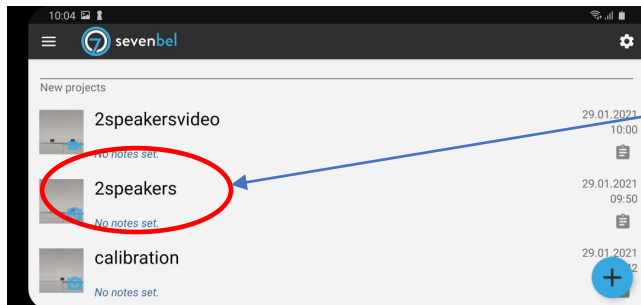 10:04
sevenbel
New projects
2speakersvideo
29.01.2021
10:00
No notes set.
2speakers
29.01.2021
09:50
No notes set.
calibration
29.01.2021
No notes set.